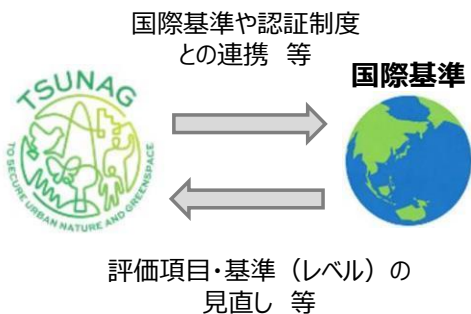 国際基準や認証制度
との連携 等
国際基準
TSUNAG
TO SECURE URBAN NATURE AND GREENSPACE
評価項目・基準（レベル）の
見直し 等